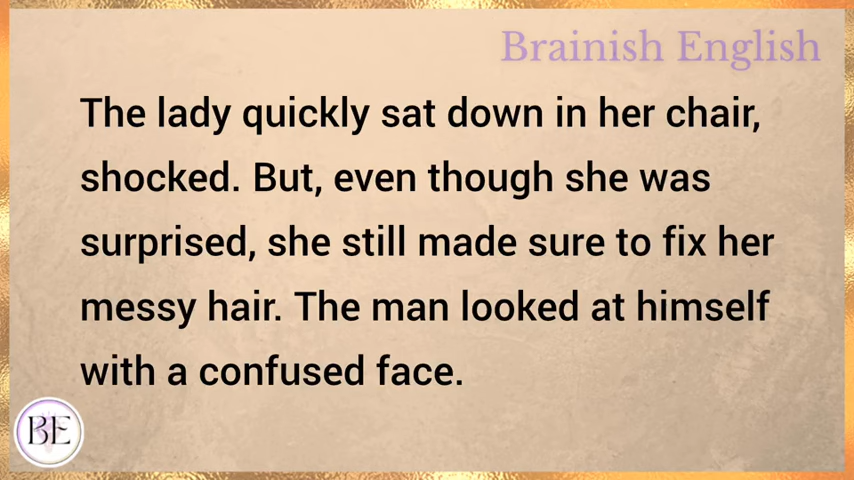 Brainish English
The lady quickly sat down in her chair,
shocked. But, even though she was
surprised, she still made sure to fix her
messy hair. The man looked at himself
with a confused face.
BE